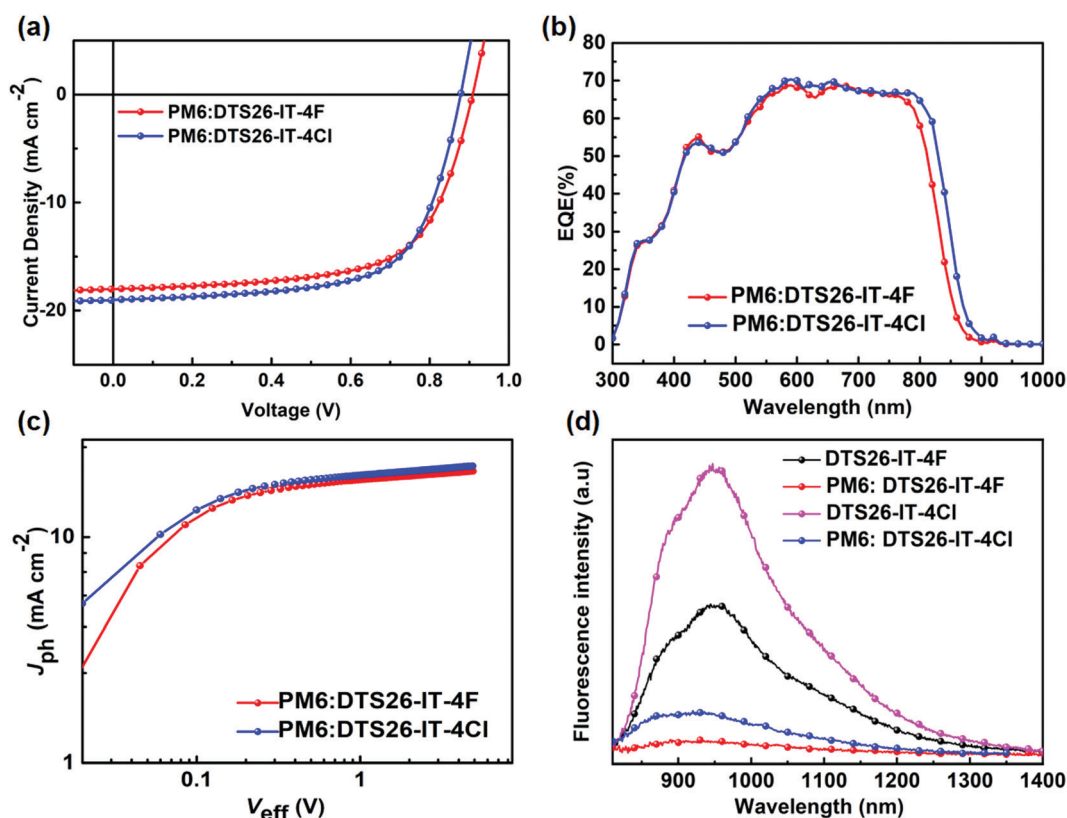 (a)
Current Density (mA cm-2)
0
-10
-20
PM6:DTS26-IT-4F
PM6:DTS26-IT-4Cl
0.0 0.2 0.4 0.6 0.8 1.0
Voltage (V)
(b)
EQE(%)
80
70
60
50
40
30
20
10
0
PM6:DTS26-IT-4F
PM6:DTS26-IT-4Cl
300 400 500 600 700 800 900 1000
Wavelength (nm)
(c)
Jph (mA cm-2)
10
1
PM6:DTS26-IT-4F
PM6:DTS26-IT-4Cl
0.1 1
Veff (V)
(d)
Fluorescence intensity (a.u)
DTS26-IT-4F
PM6: DTS26-IT-4F
DTS26-IT-4Cl
PM6: DTS26-IT-4Cl
900 1000 1100 1200 1300 1400
Wavelength (nm)